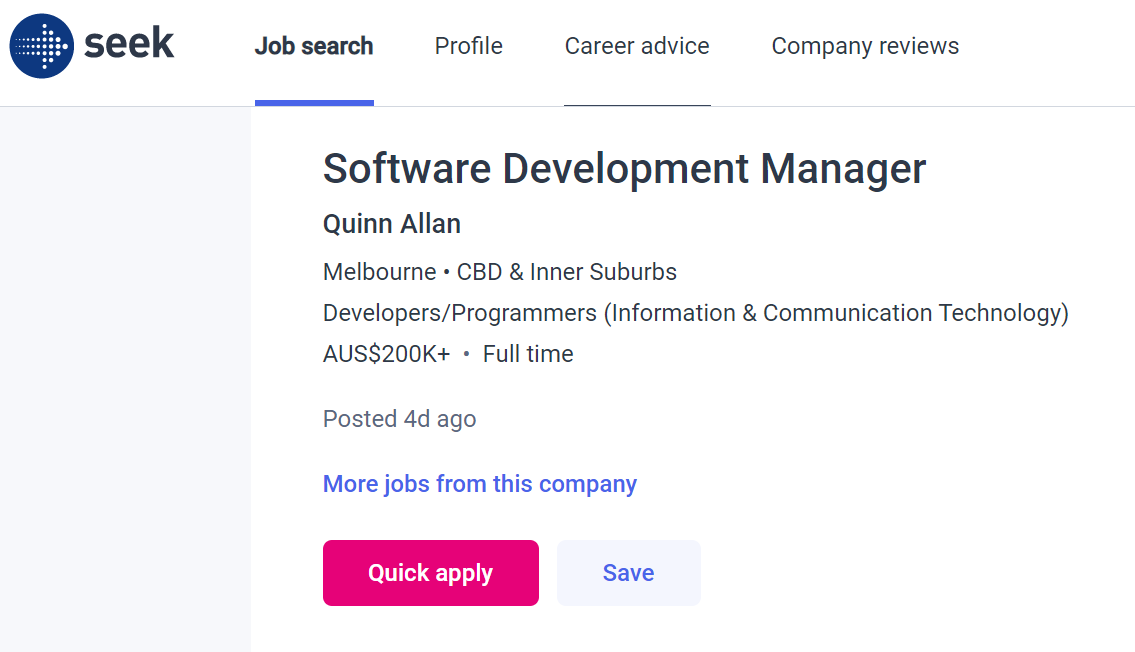 seek
Job search Profile Career advice Company reviews
Software Development Manager
Quinn Allan
Melbourne • CBD & Inner Suburbs
Developers/Programmers (Information & Communication Technology)
AUS$200K+ • Full time
Posted 4d ago
More jobs from this company
Quick apply Save